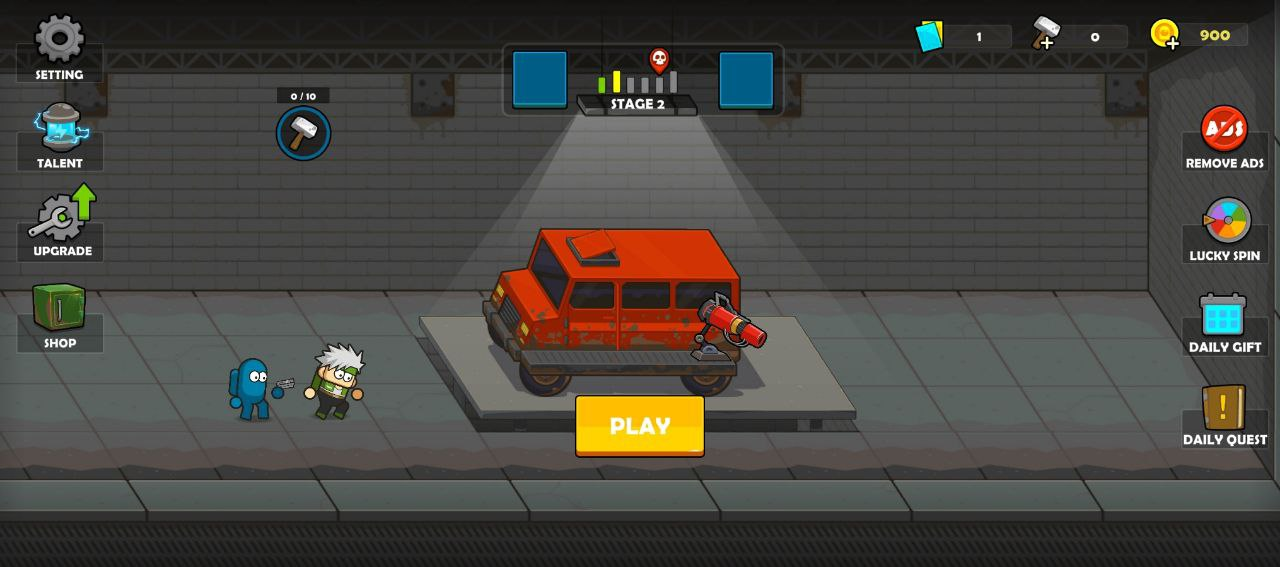 SETTING
1
0
900
STAGE 2
0 / 10
ADS
TALENT
REMOVE ADS
UPGRADE
LUCKY SPIN
SHOP
DAILY GIFT
PLAY
!
DAILY QUEST